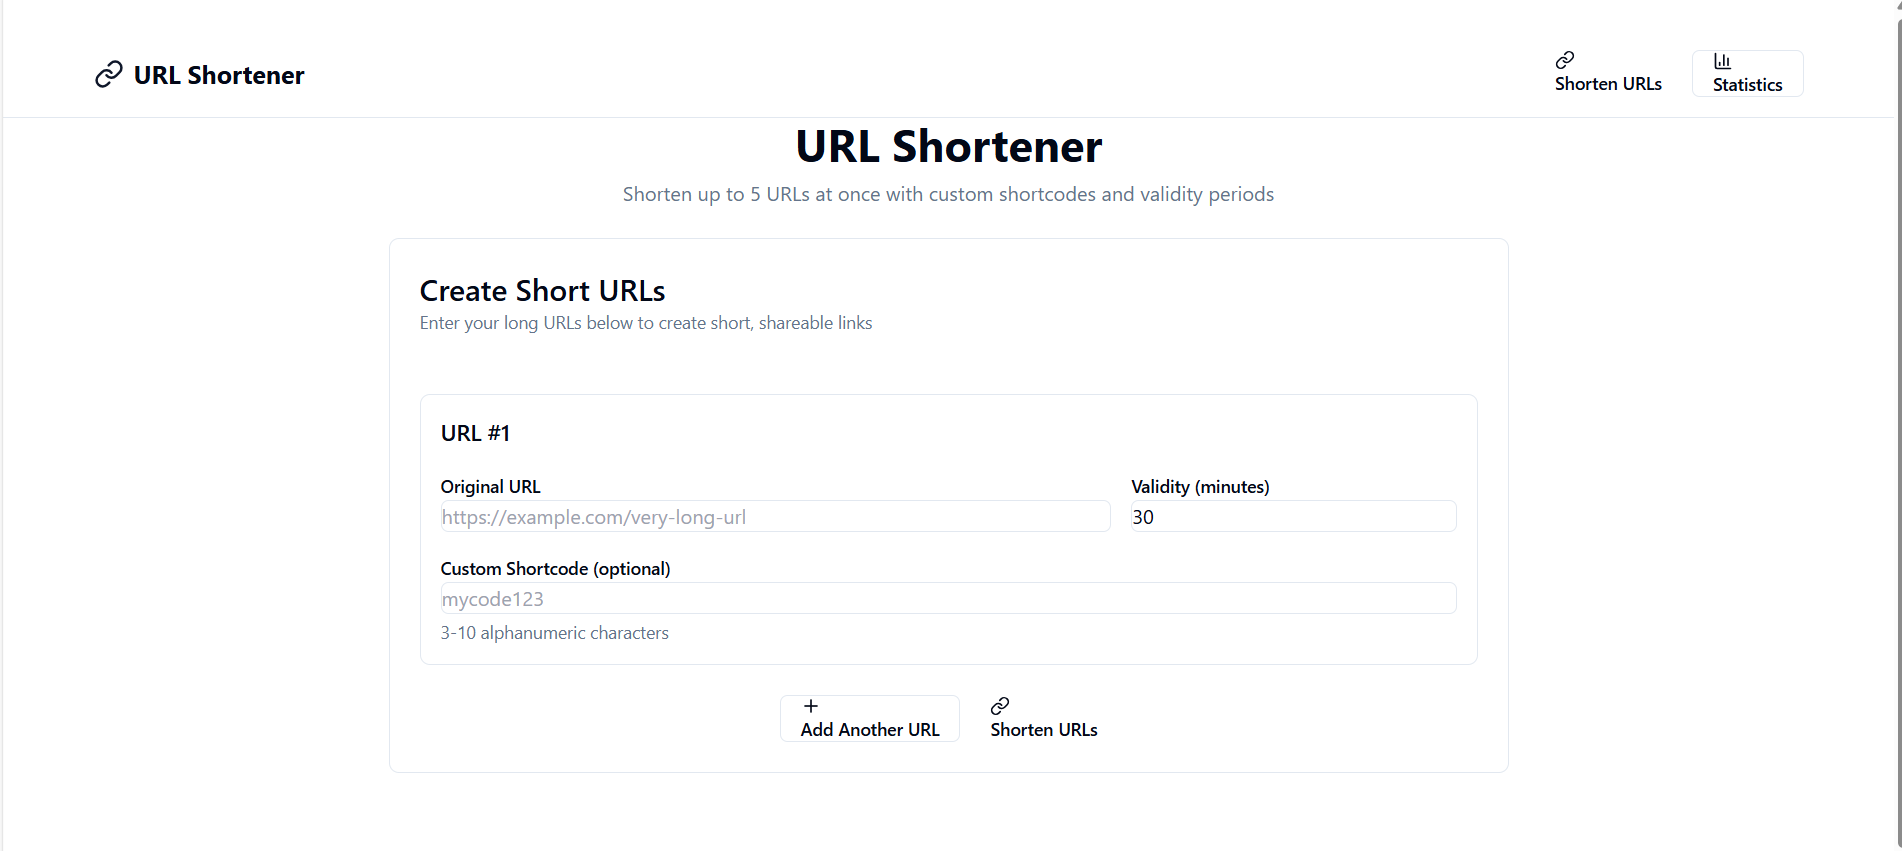 URL Shortener
Shorten URLs
Statistics
URL Shortener
Shorten up to 5 URLs at once with custom shortcodes and validity periods
Create Short URLs
Enter your long URLs below to create short, shareable links
URL #1
Original URL
Validity (minutes)
https://example.com/very-long-url
30
Custom Shortcode (optional)
mycode123
3-10 alphanumeric characters
Add Another URL
Shorten URLs